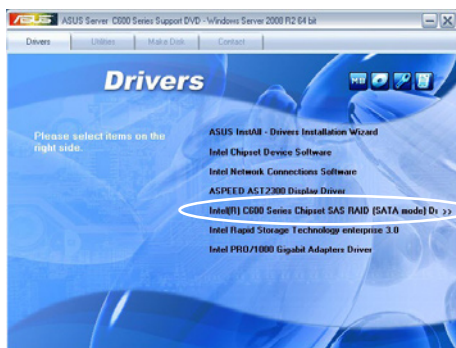 ASUS Server C600 Series Support DVD - Windows Server 2008 R2 64 bit
Drivers
Utilities
Make Disk
Contact
Drivers
Please select items on the
right side.
ASUS InstAll - Drivers Installation Wizard
Intel Chipset Device Software
Intel Network Connections Software
ASPEED AST2300 Display Driver
Intel(R) C600 Series Chipset SAS RAID (SATA mode) Dr >>
Intel Rapid Storage Technology enterprise 3.0
Intel PRO/1000 Gigabit Adapters Driver